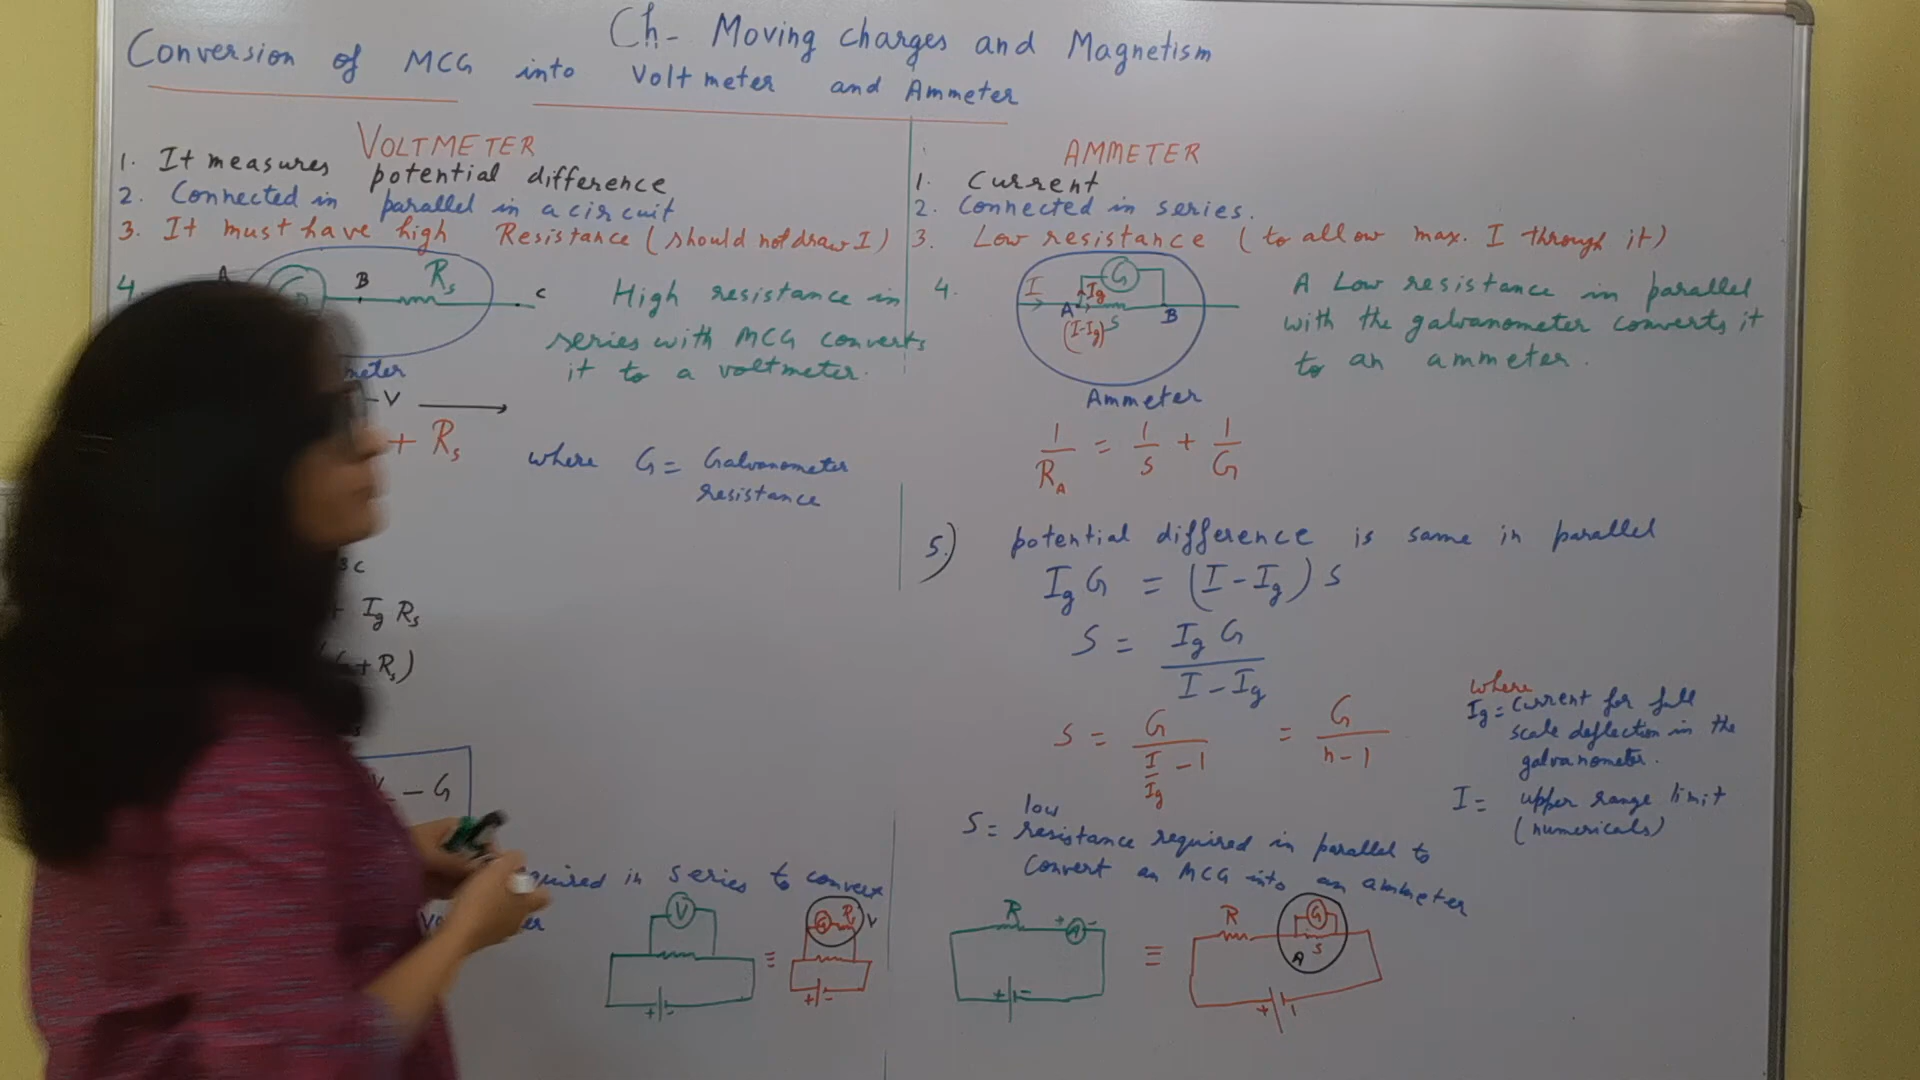 Ch- Moving charges and Magnetism
Conversion of MCG into Voltmeter and Ammeter
VOLTMETER
1. It measures potential difference
2. Connected in parallel in a circuit
3. It must have high Resistance (should not draw I)
4.
A
B
Rs
C
High resistance in
series with MCG converts
it to a voltmeter.
meter
-V
+ Rs
where G = Galvanometer
resistance
BC
+ Ig Rs
(G+Rs)
- G
required in series to convert
V
≡
G R V
+ -
+ -
AMMETER
1. Current
2. Connected in series.
3. Low resistance (to allow max. I through it)
4.
I
G
Ig
A
S
B
(I-Ig)
Ammeter
A Low resistance in parallel
with the galvanometer converts it
to an ammeter.
1/RA = 1/S + 1/G
5.) potential difference is same in parallel
Ig G = (I - Ig) S
S = Ig G / I - Ig
S = G / I/Ig - 1 = G / n - 1
where
Ig = Current for full
scale deflection in the
galvanometer.
I = upper range limit
(numericals)
low
S = resistance required in parallel to
convert an MCG into an ammeter
R + A -
+ -
≡
R G
S
A
+ -